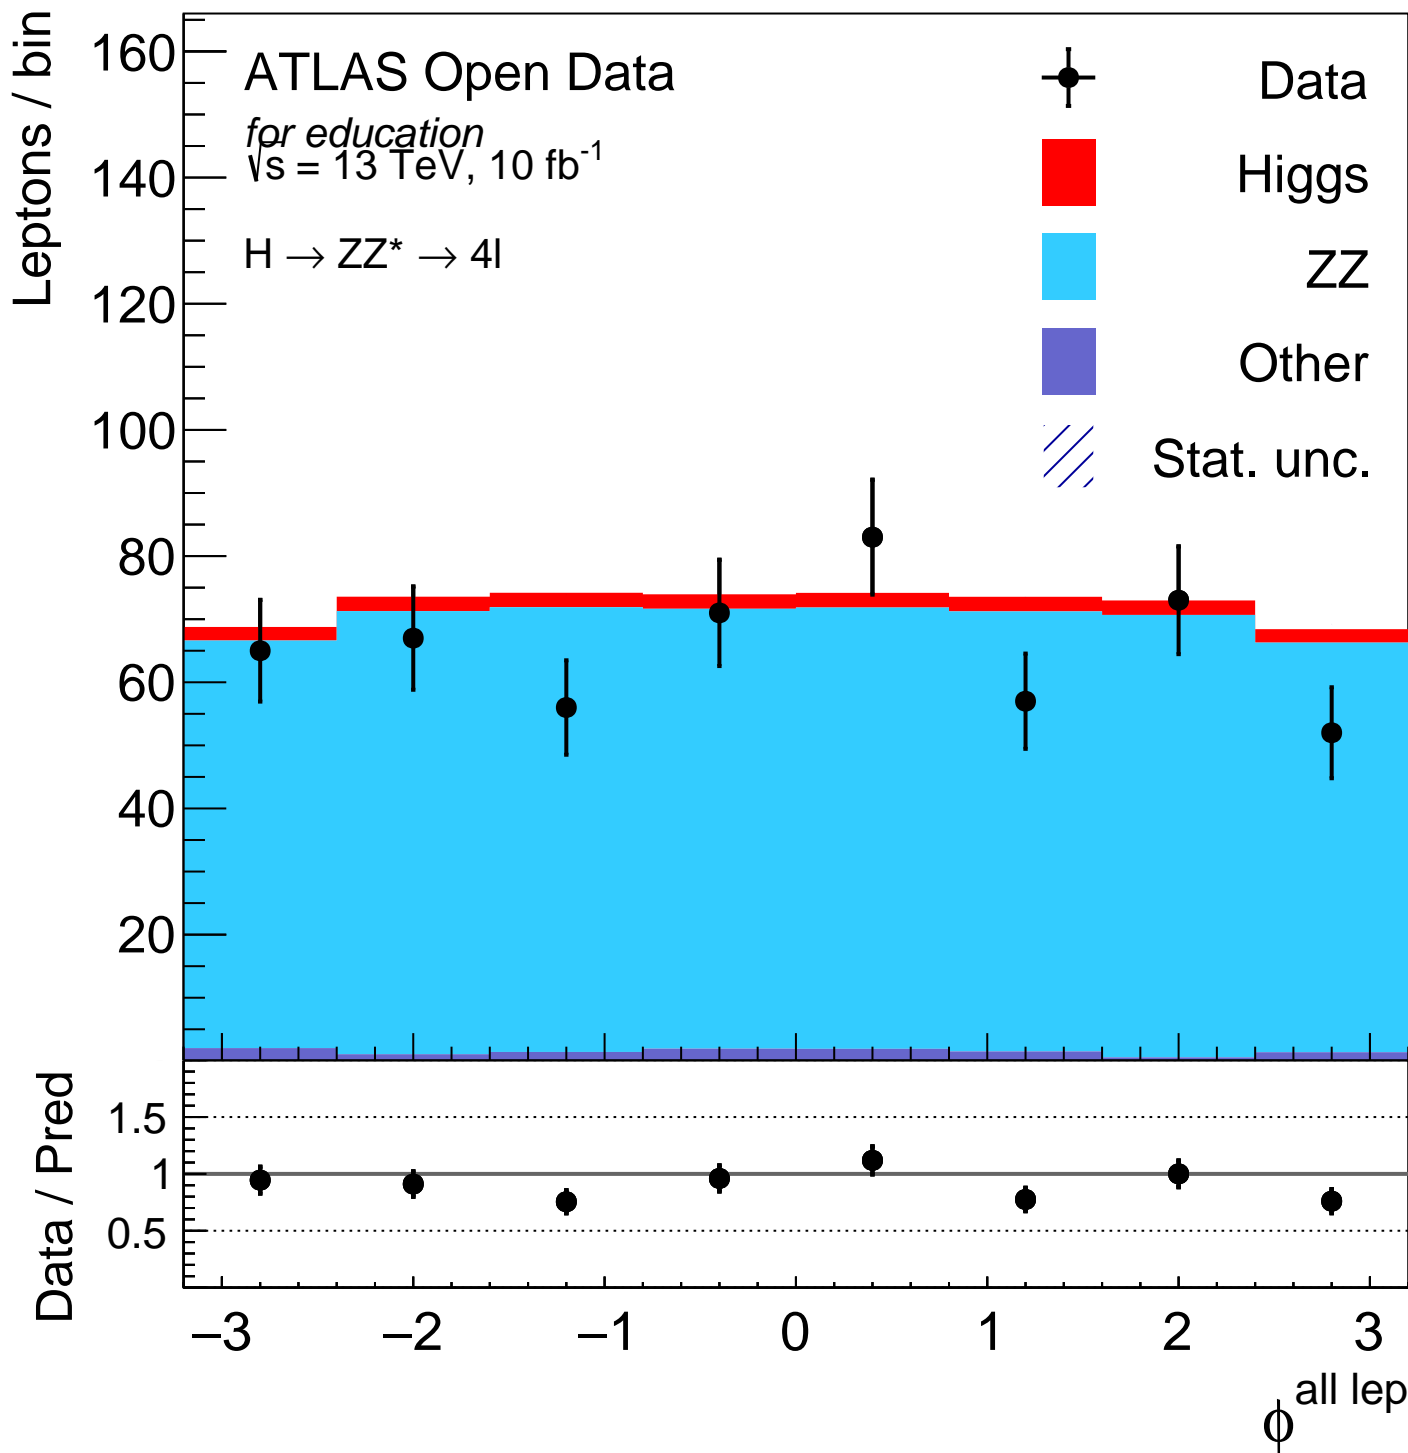 Leptons / bin
160
140
120
100
80
60
40
20
ATLAS Open Data
for education
√s = 13 TeV, 10 fb⁻¹
H → ZZ* → 4l
Data
Higgs
ZZ
Other
Stat. unc.
Data / Pred
1.5
1
0.5
–3 –2 –1 0 1 2 3
ϕ^all lep